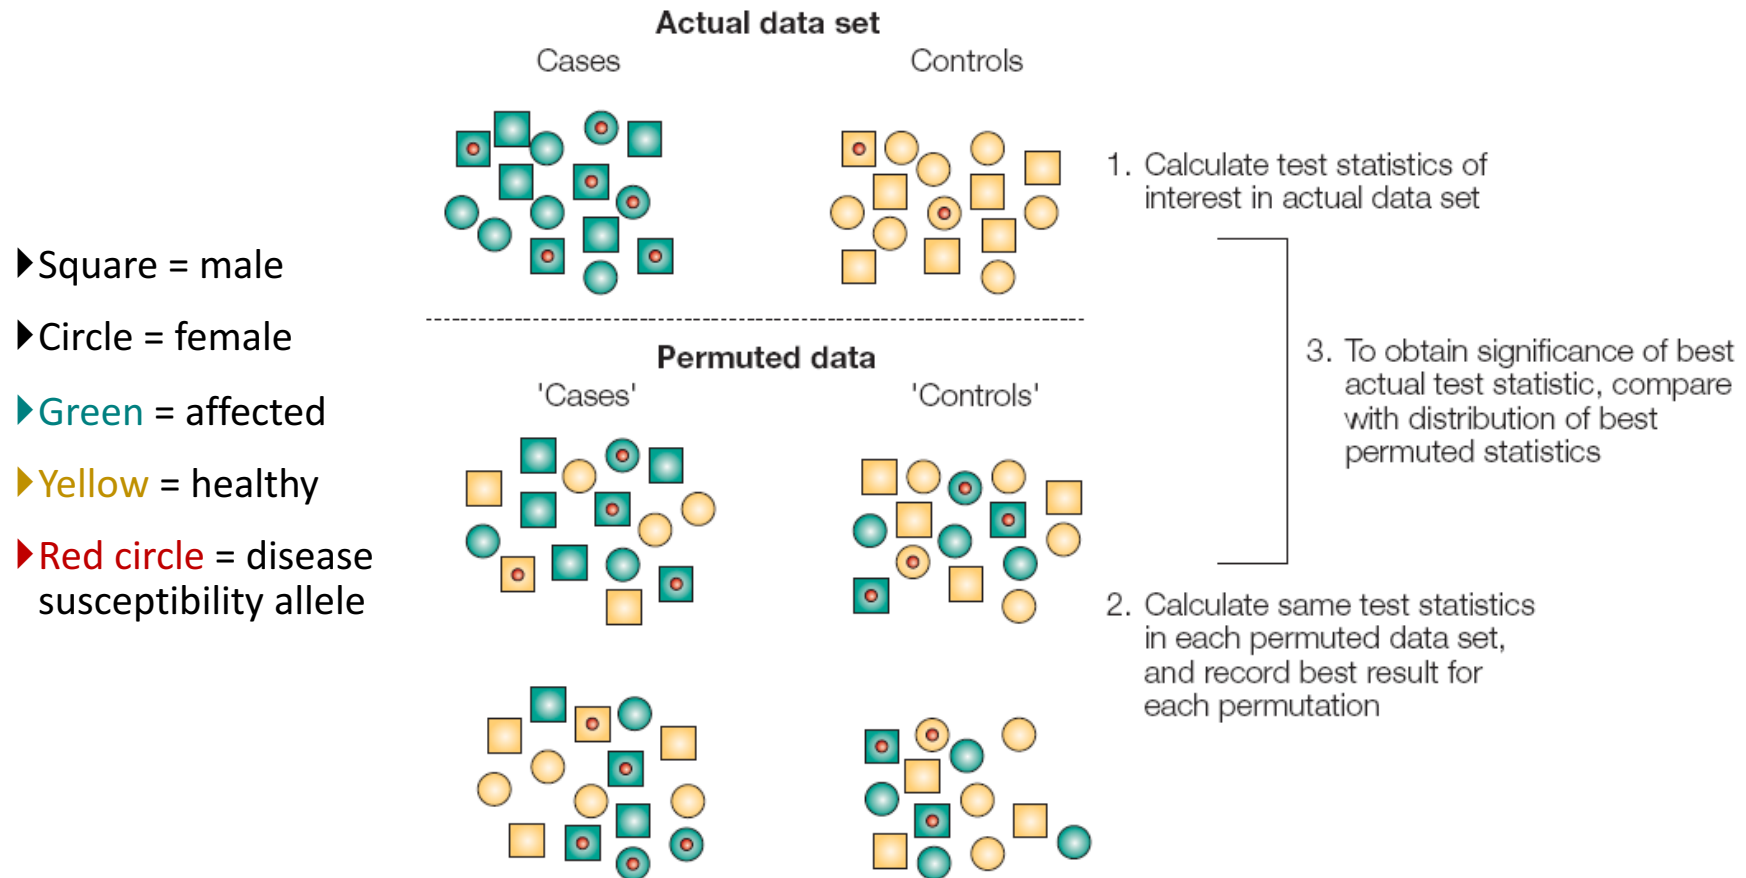 Actual data set
Cases
Controls
1. Calculate test statistics of
interest in actual data set
Square = male
Circle = female
Green = affected
Yellow = healthy
Red circle = disease
susceptibility allele
Permuted data
'Cases'
'Controls'
3. To obtain significance of best
actual test statistic, compare
with distribution of best
permuted statistics
2. Calculate same test statistics
in each permuted data set,
and record best result for
each permutation